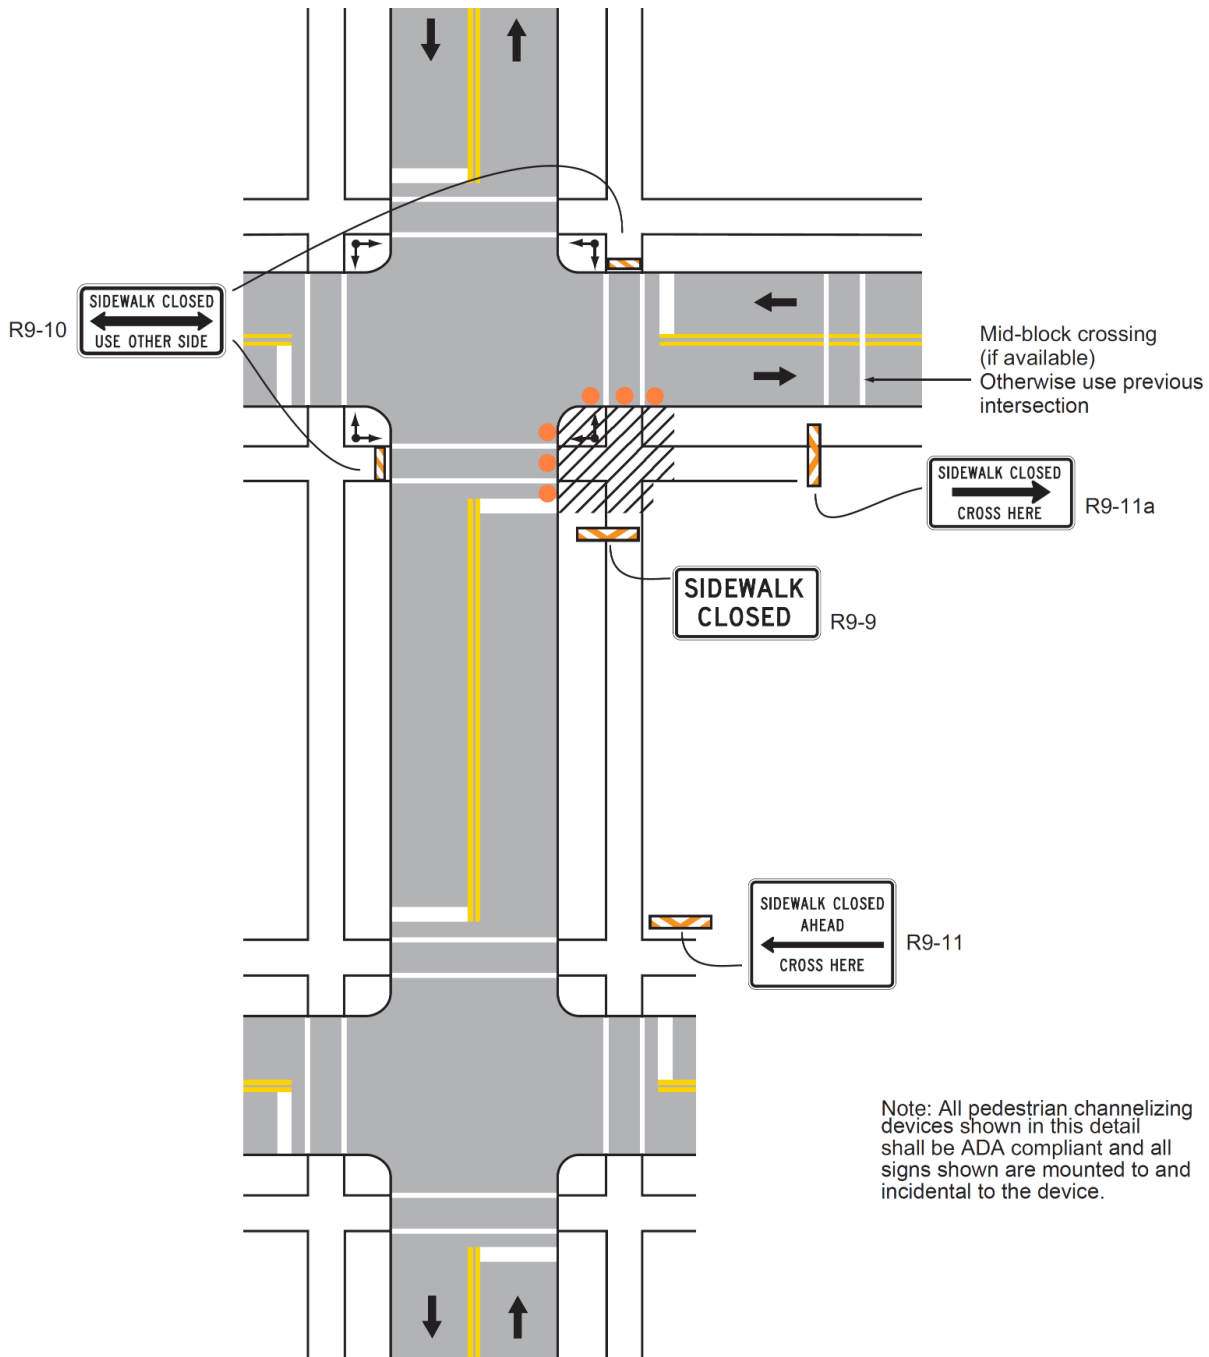 R9-10
SIDEWALK CLOSED
USE OTHER SIDE
Mid-block crossing
(if available)
Otherwise use previous
intersection
SIDEWALK CLOSED
CROSS HERE
R9-11a
SIDEWALK
CLOSED
R9-9
SIDEWALK CLOSED
AHEAD
CROSS HERE
R9-11
Note: All pedestrian channelizing
devices shown in this detail
shall be ADA compliant and all
signs shown are mounted to and
incidental to the device.